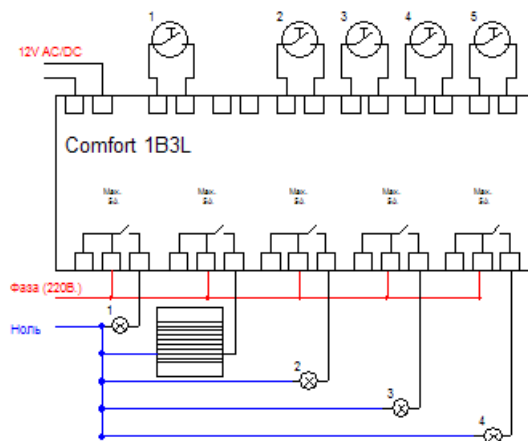 1 2 3 4 5
12V AC/DC
Comfort 1B3L
Max. Max. Max. Max. Max.
5A. 5A. 5A. 5A. 5A.
Фаза (220В.)
1
Ноль
2
3
4